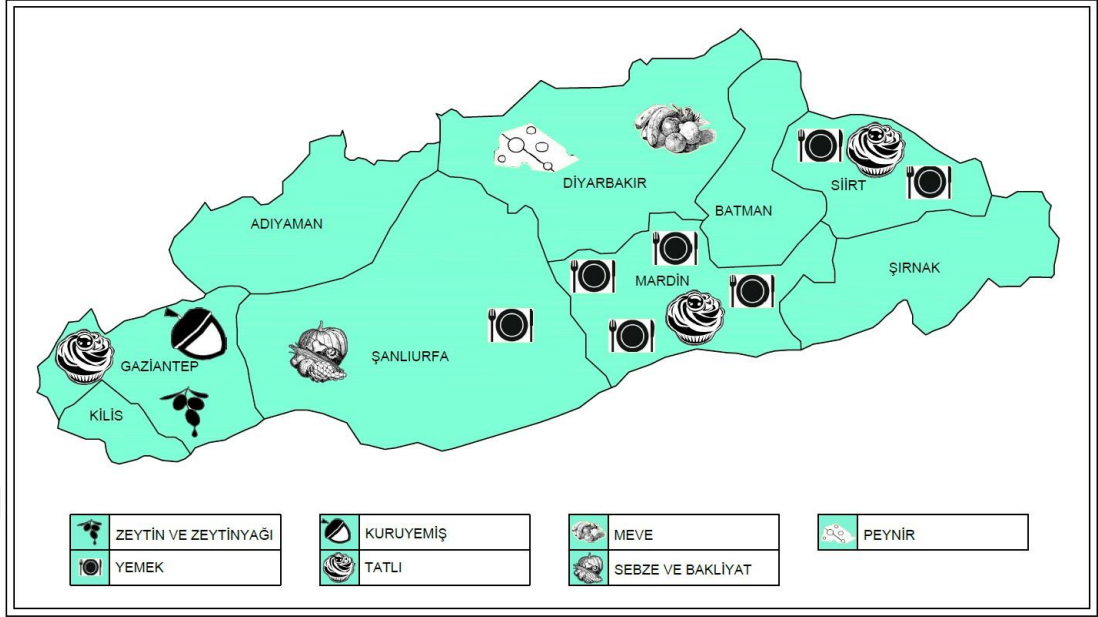 DİYARBAKIR
SİİRT
BATMAN
ADIYAMAN
ŞIRNAK
MARDİN
ŞANLIURFA
GAZİANTEP
KİLİS
ZEYTİN VE ZEYTİNYAĞI
KURUYEMİŞ
MEVE
PEYNİR
YEMEK
TATLI
SEBZE VE BAKLİYAT